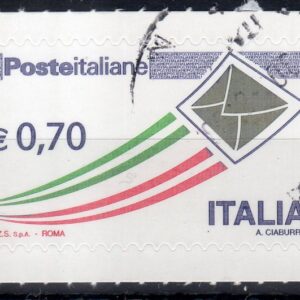 Posteitaliane
€ 0,70
ITALIA
A. CIABURR
Z.S. S.p.A. - ROMA